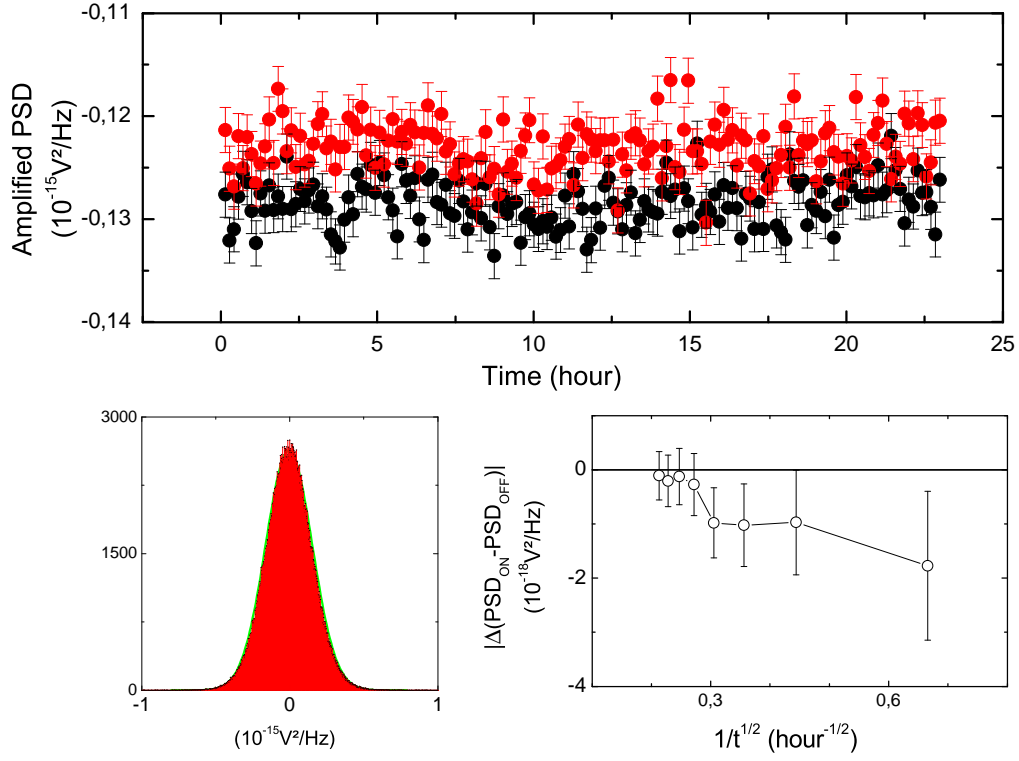 -0,11
-0,12
-0,13
-0,14
Amplified PSD
(10⁻¹⁵V²/Hz)
0 5 10 15 20 25
Time (hour)
3000
1500
0
-1 0 1
(10⁻¹⁵V²/Hz)
|Δ(PSD_ON-PSD_OFF)|
(10⁻¹⁸V²/Hz)
0
-2
-4
0,3 0,6
1/t^1/2 (hour^-1/2)